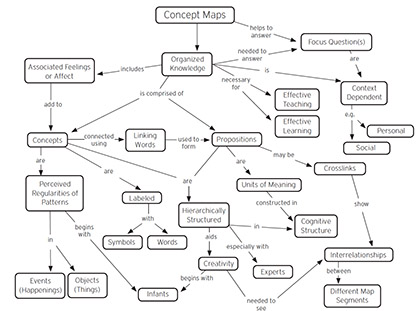 Concept Maps
helps to
answer
Focus Question(s)
Organized
Knowledge
needed to
answer
are
Associated Feelings
or Affect
includes
is
necessary
for
Effective
Teaching
Context
Dependent
add to
is comprised of
Effective
Learning
e.g.
Personal
Social
Concepts
connected
using
Linking
Words
used to
form
Propositions
may be
Crosslinks
are
are
are
are
Perceived
Regularities of
Patterns
Labeled
Units of Meaning
show
with
constructed in
Hierarchically
Structured
in
Cognitive
Structure
begins
with
Symbols
Words
in
aids
especially with
Interrelationships
Events
(Happenings)
Objects
(Things)
Creativity
Experts
between
begins with
Infants
needed to
see
Different Map
Segments